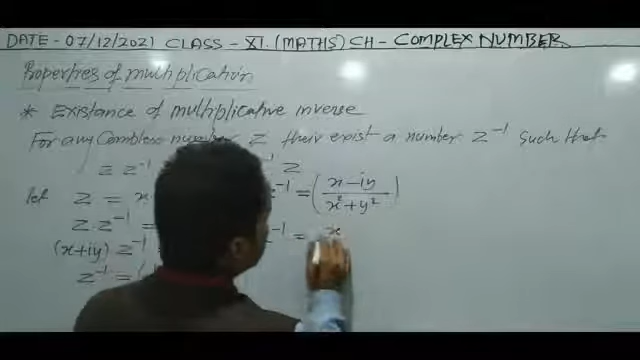 DATE - 07/12/2021 CLASS - XI. (MATHS) CH - COMPLEX NUMBER
Properties of multiplication
* Existance of multiplicative inverse
For any Complex number Z their exist a number Z⁻¹ such that
Z Z⁻¹ ⁻¹ Z
let Z = x ⁻¹ = (x-iy / x²+y²)
Z.Z⁻¹ = ⁻¹ = x
(x+iy) Z⁻¹
Z⁻¹ = (